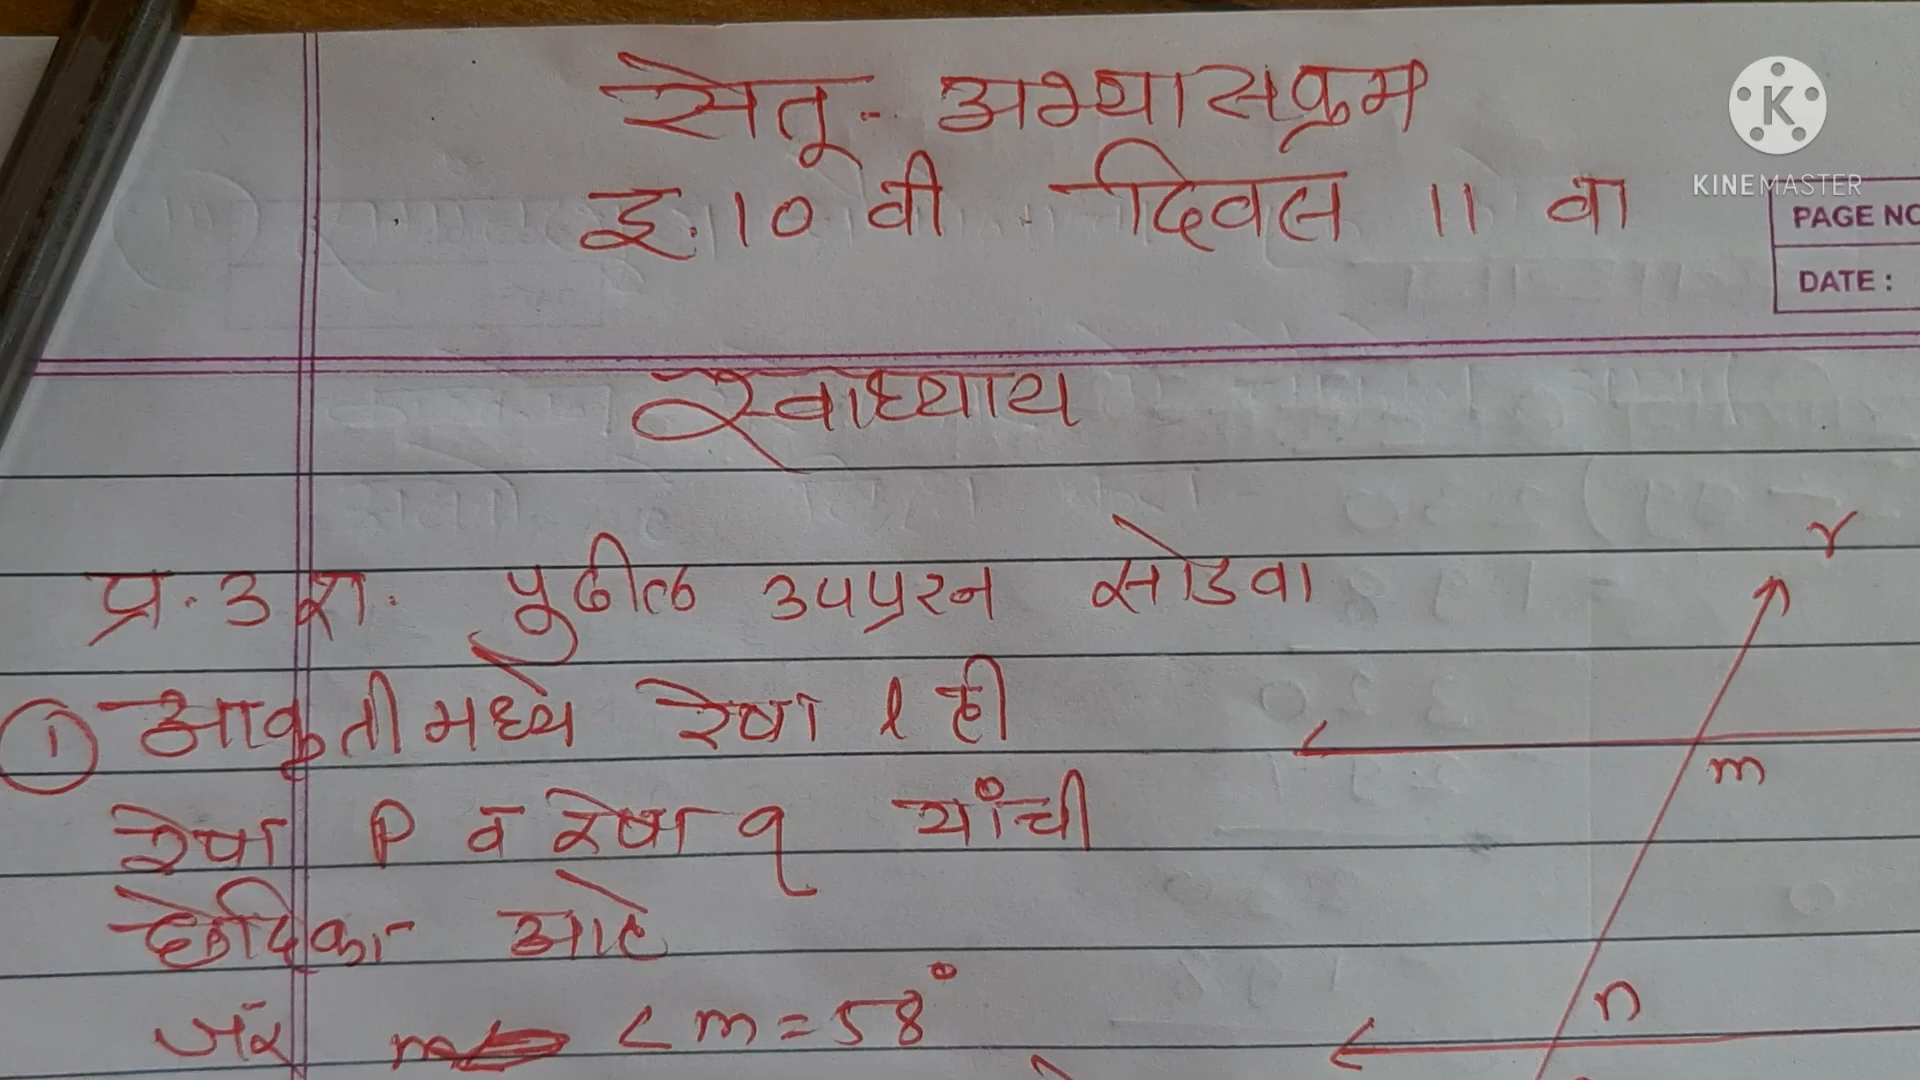 सेतू - अभ्यासक्रम
K
KINEMASTER
इ. 10 वी दिवस 11 वा
PAGE NO
DATE :
स्वाध्याय
प्र. 3 रा. पुढील उपप्रश्न सोडवा
r
① आकृतीमध्ये रेषा l ही
m
रेषा P व रेषा q यांची
छेदिका आहे
n
जर < m = 58°